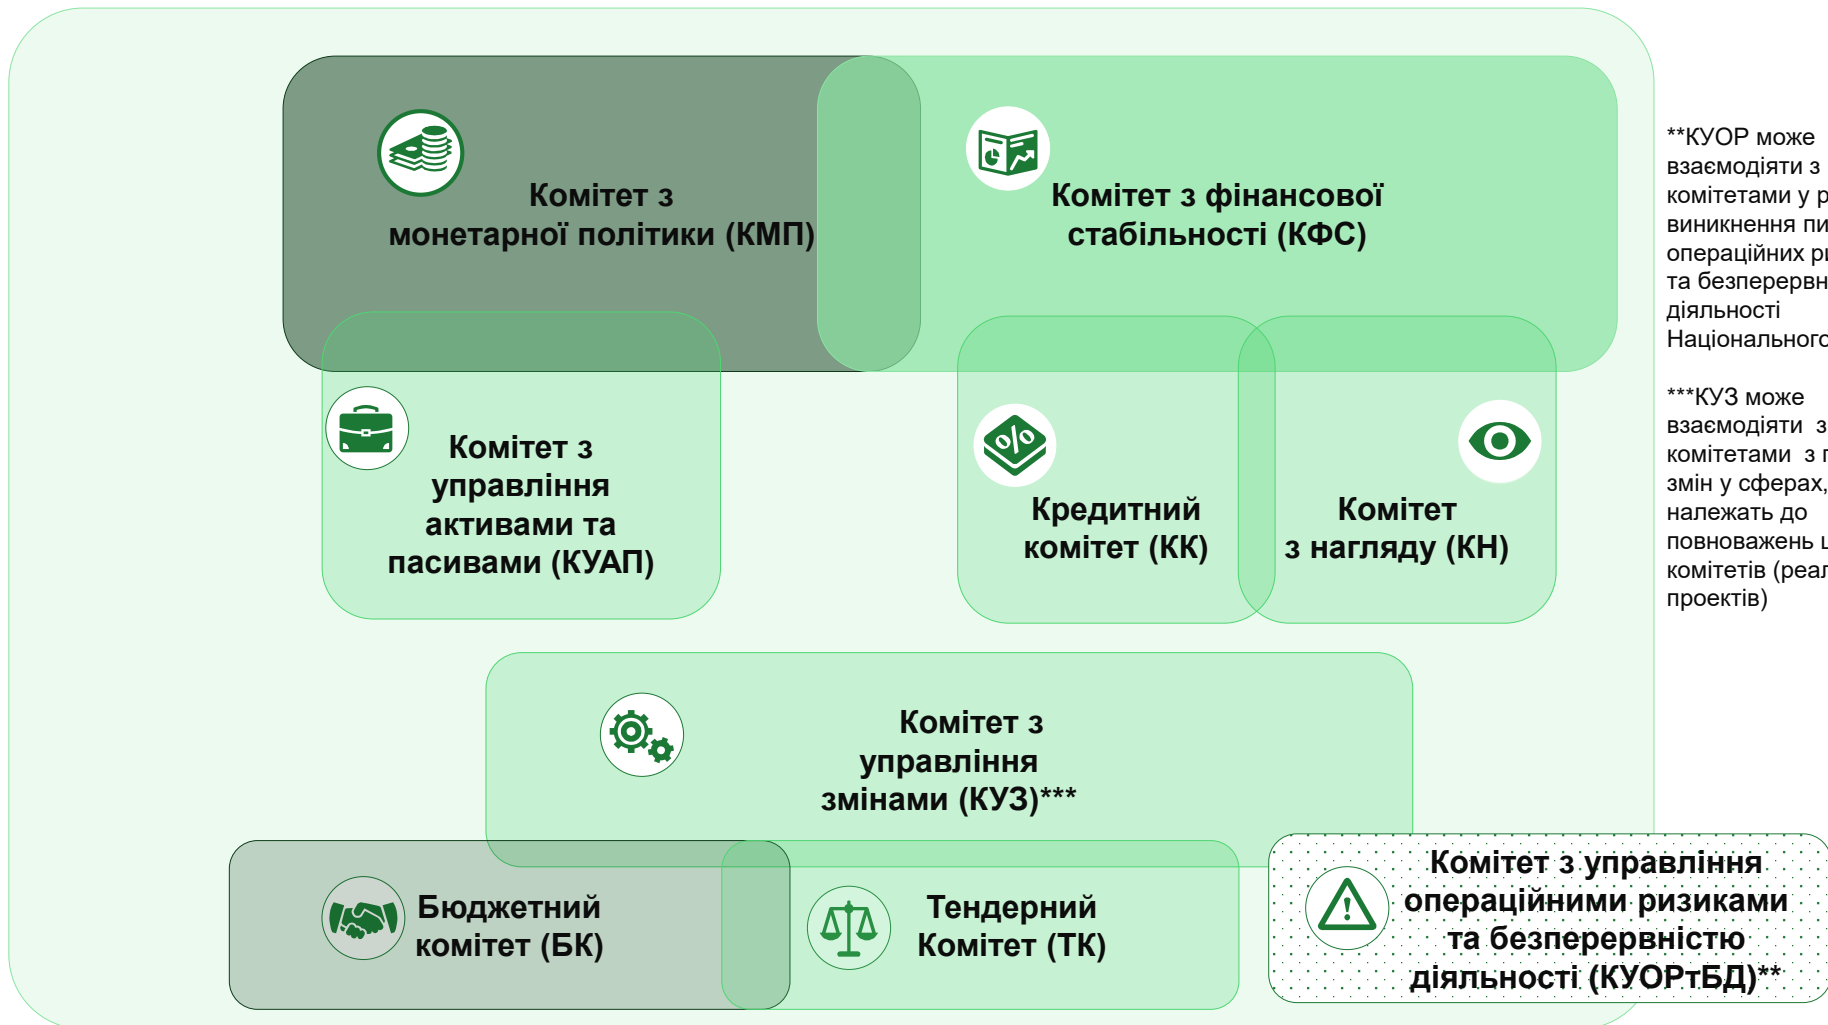 Комітет з
монетарної політики (КМП)
Комітет з фінансової
стабільності (КФС)
Комітет з
управління
активами та
пасивами (КУАП)
Кредитний
комітет (КК)
Комітет
з нагляду (КН)
Комітет з
управління
змінами (КУЗ)***
Бюджетний
комітет (БК)
Тендерний
Комітет (ТК)
Комітет з управління
операційними ризиками
та безперервністю
діяльності (КУОРтБД)**
**КУОР може
взаємодіяти з
комітетами у
виникнення
операційних
та
діяльності
Національного
***КУЗ може
взаємодіяти з
комітетами з
змін у сферах,
належать до
повноважень
комітетів
проектів)